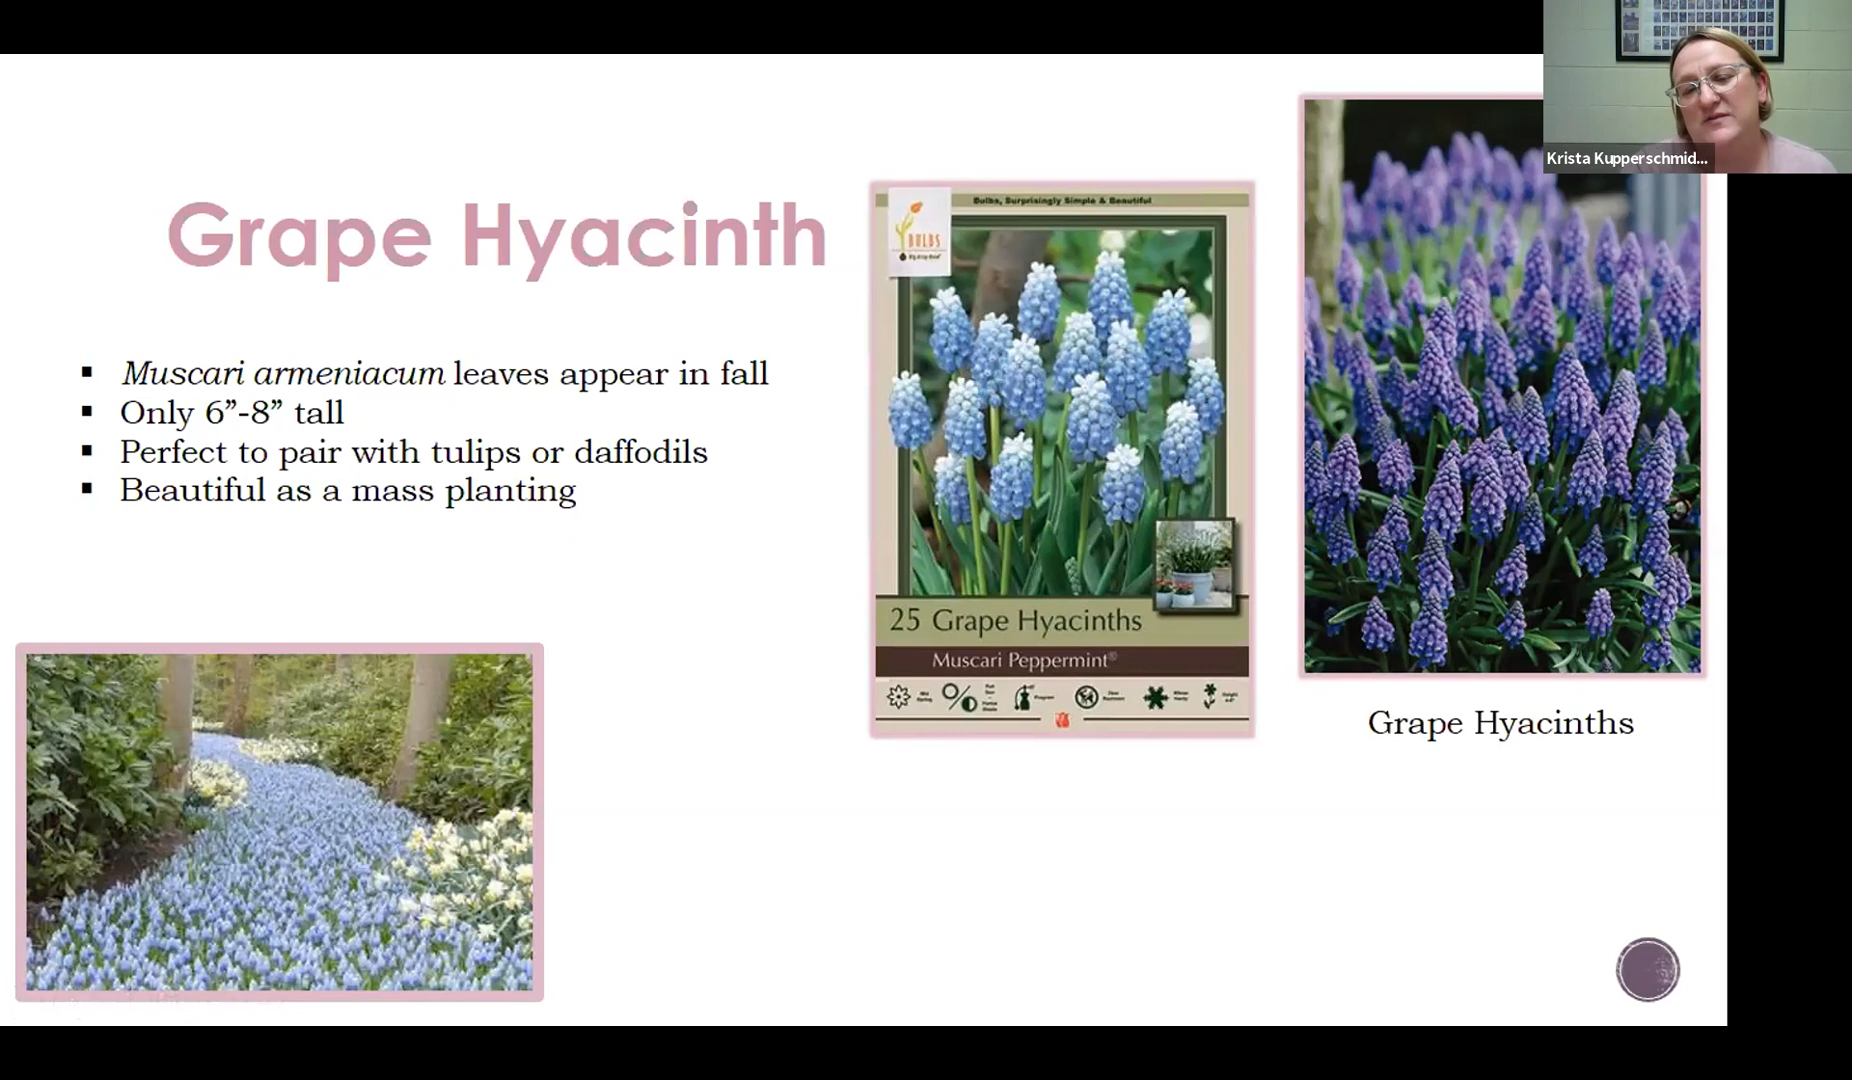 Krista Kupperschmid...
Grape Hyacinth
▪ Muscari armeniacum leaves appear in fall
▪ Only 6”-8” tall
▪ Perfect to pair with tulips or daffodils
▪ Beautiful as a mass planting
Bulbs, Surprisingly Simple & Beautiful
BULBS
25 Grape Hyacinths
Muscari Peppermint®
Grape Hyacinths